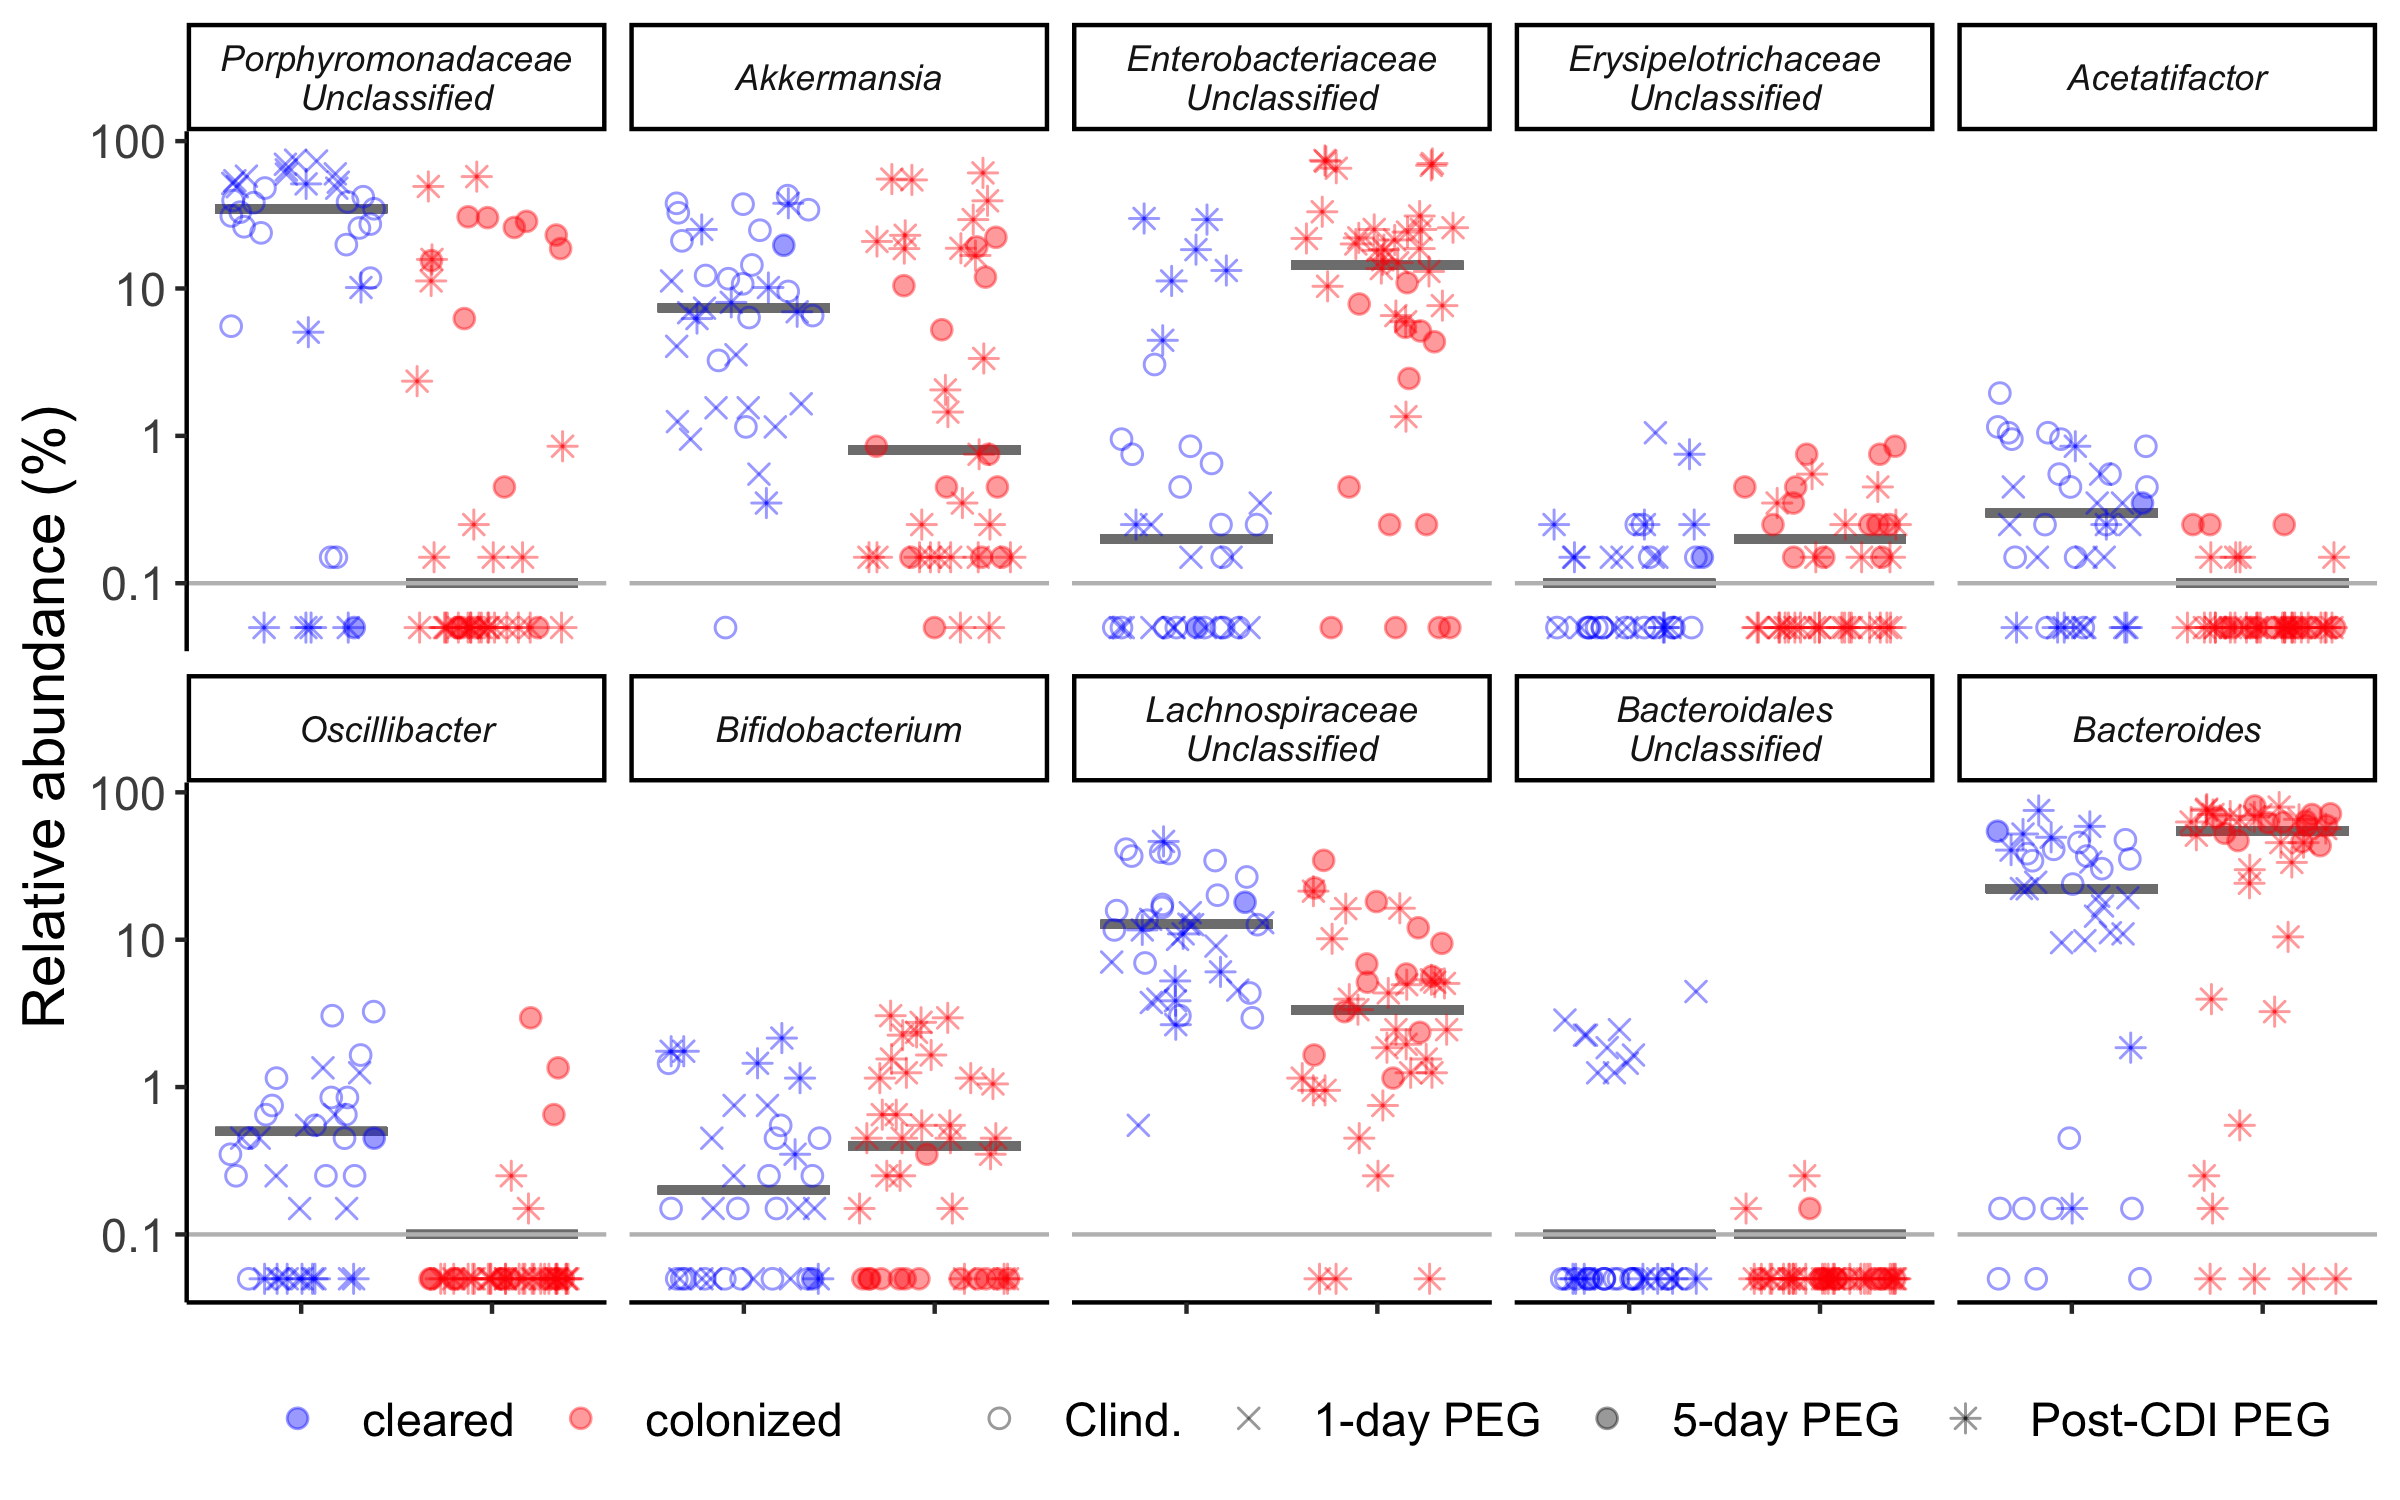 Porphyromonadaceae
Unclassified
Akkermansia
Enterobacteriaceae
Unclassified
Erysipelotrichaceae
Unclassified
Acetatifactor
100
10
1
0.1
Relative abundance (%)
Oscillibacter
Bifidobacterium
Lachnospiraceae
Unclassified
Bacteroidales
Unclassified
Bacteroides
100
10
1
0.1
cleared
colonized
Clind.
1-day PEG
5-day PEG
Post-CDI PEG